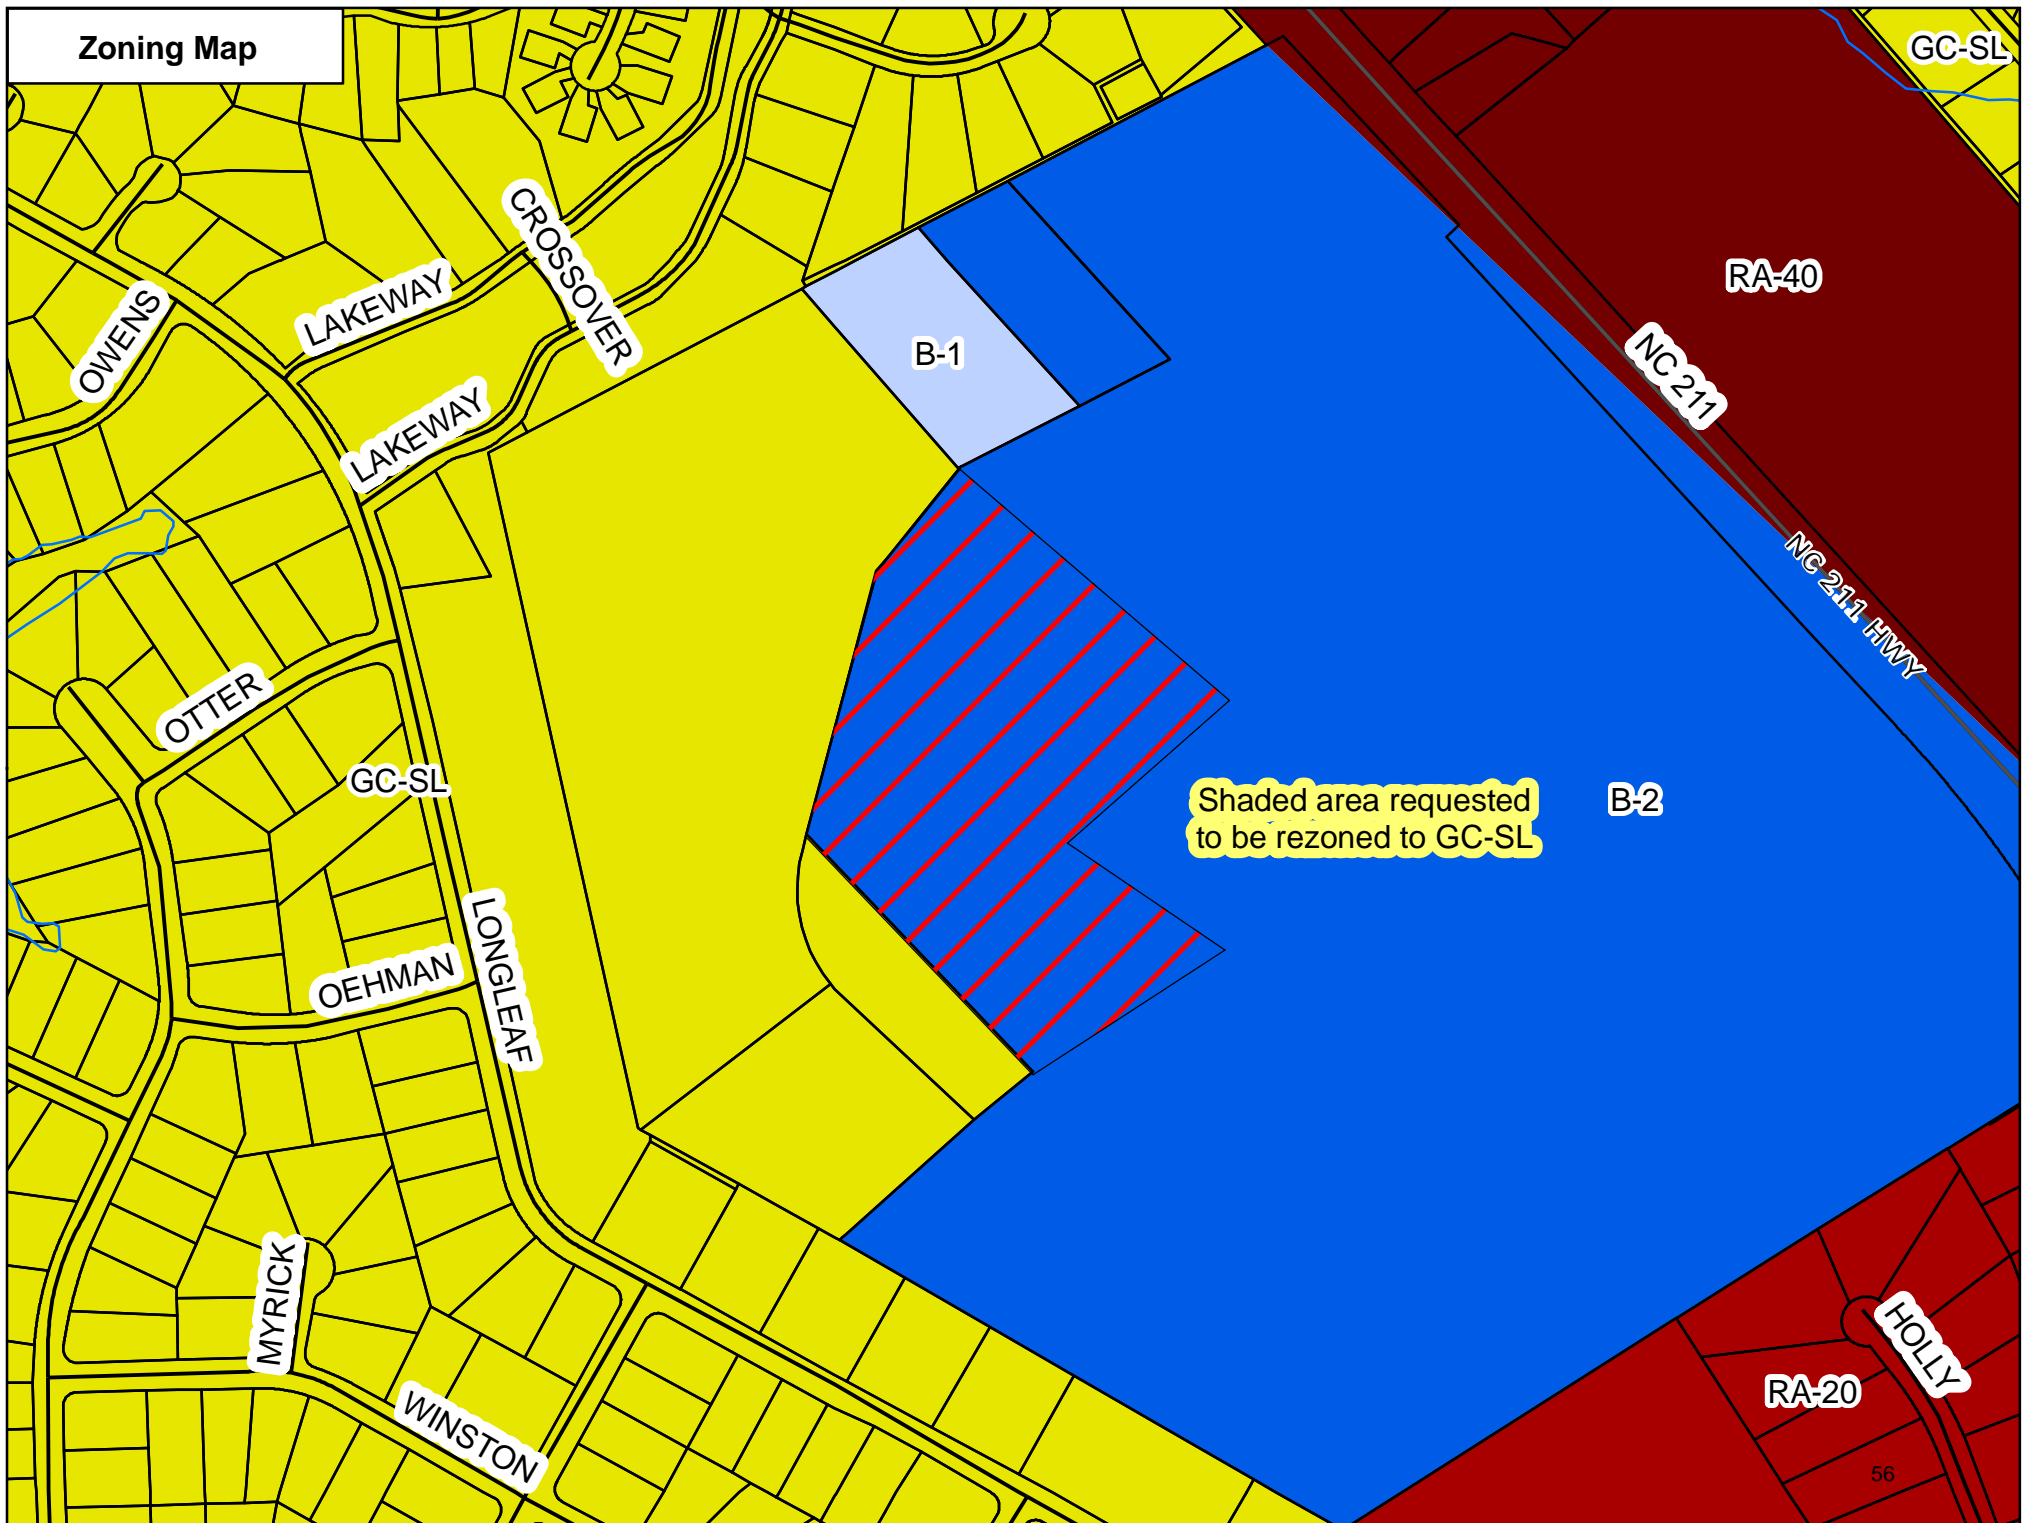 Zoning Map
GC-SL
CROSSOVER
RA-40
LAKEWAY
OWENS
B-1
NC 211
LAKEWAY
NC 211 HWY
OTTER
GC-SL
Shaded area requested
to be rezoned to GC-SL
B-2
LONGLEAF
OEHMAN
MYRICK
HOLLY
RA-20
WINSTON
56